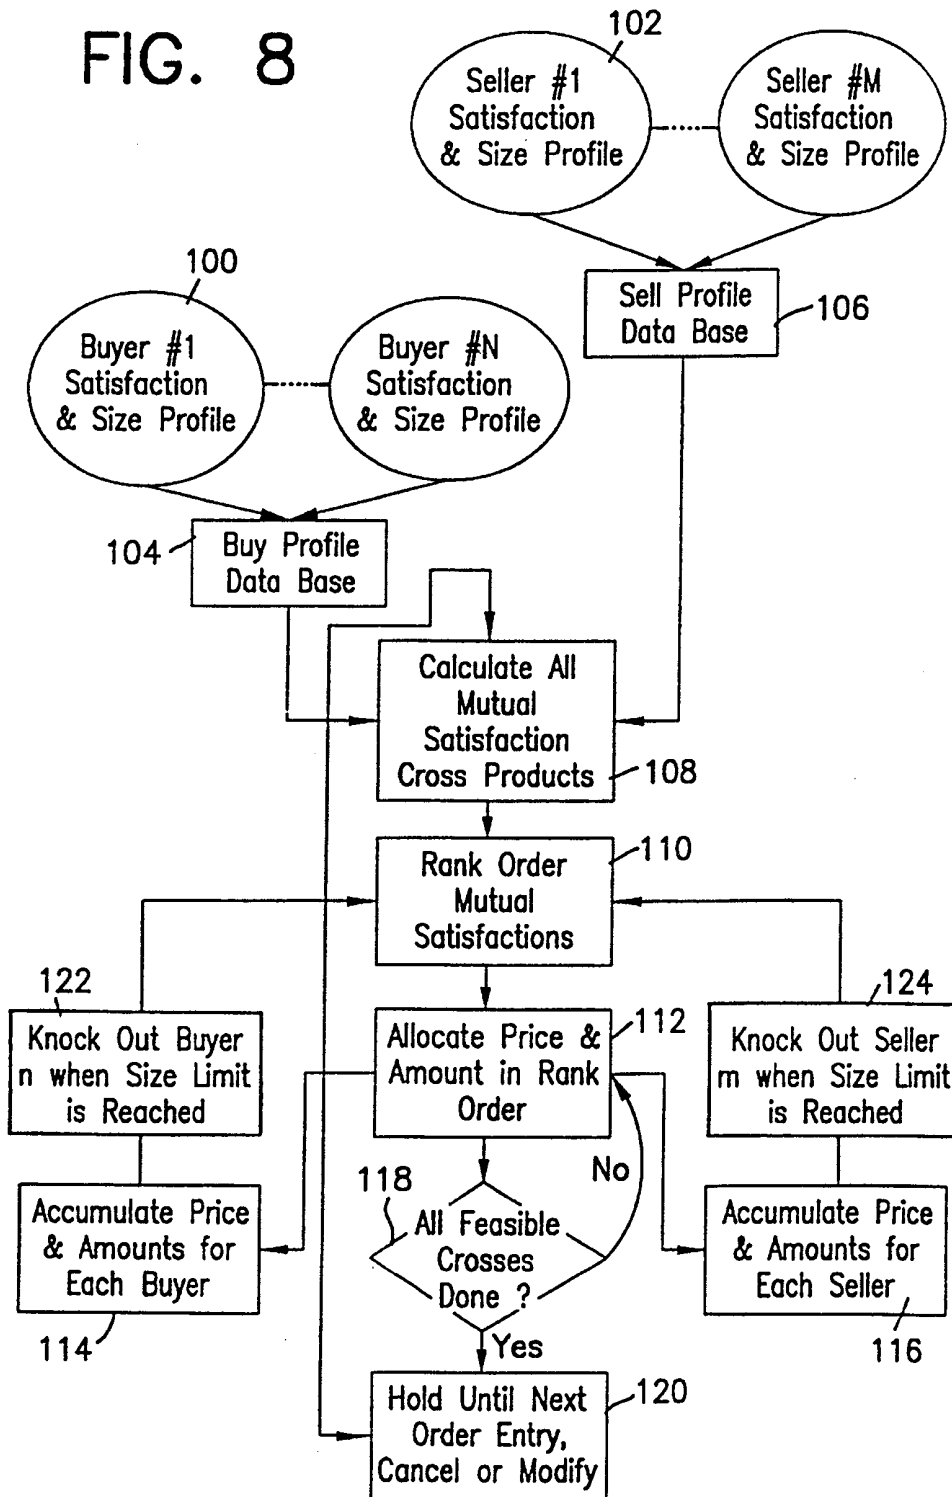 FIG. 8
102
Seller #1
Satisfaction
& Size Profile
Seller #M
Satisfaction
& Size Profile
100
Buyer #1
Satisfaction
& Size Profile
Buyer #N
Satisfaction
& Size Profile
Sell Profile
Data Base
106
104
Buy Profile
Data Base
Calculate All
Mutual
Satisfaction
Cross Products
108
Rank Order
Mutual
Satisfactions
110
122
Knock Out Buyer
n when Size Limit
is Reached
Allocate Price &
Amount in Rank
Order
112
124
Knock Out Seller
m when Size Limit
is Reached
Accumulate Price
& Amounts for
Each Buyer
114
118
All Feasible
Crosses
Done ?
No
Yes
Accumulate Price
& Amounts for
Each Seller
116
Hold Until Next
Order Entry,
Cancel or Modify
120